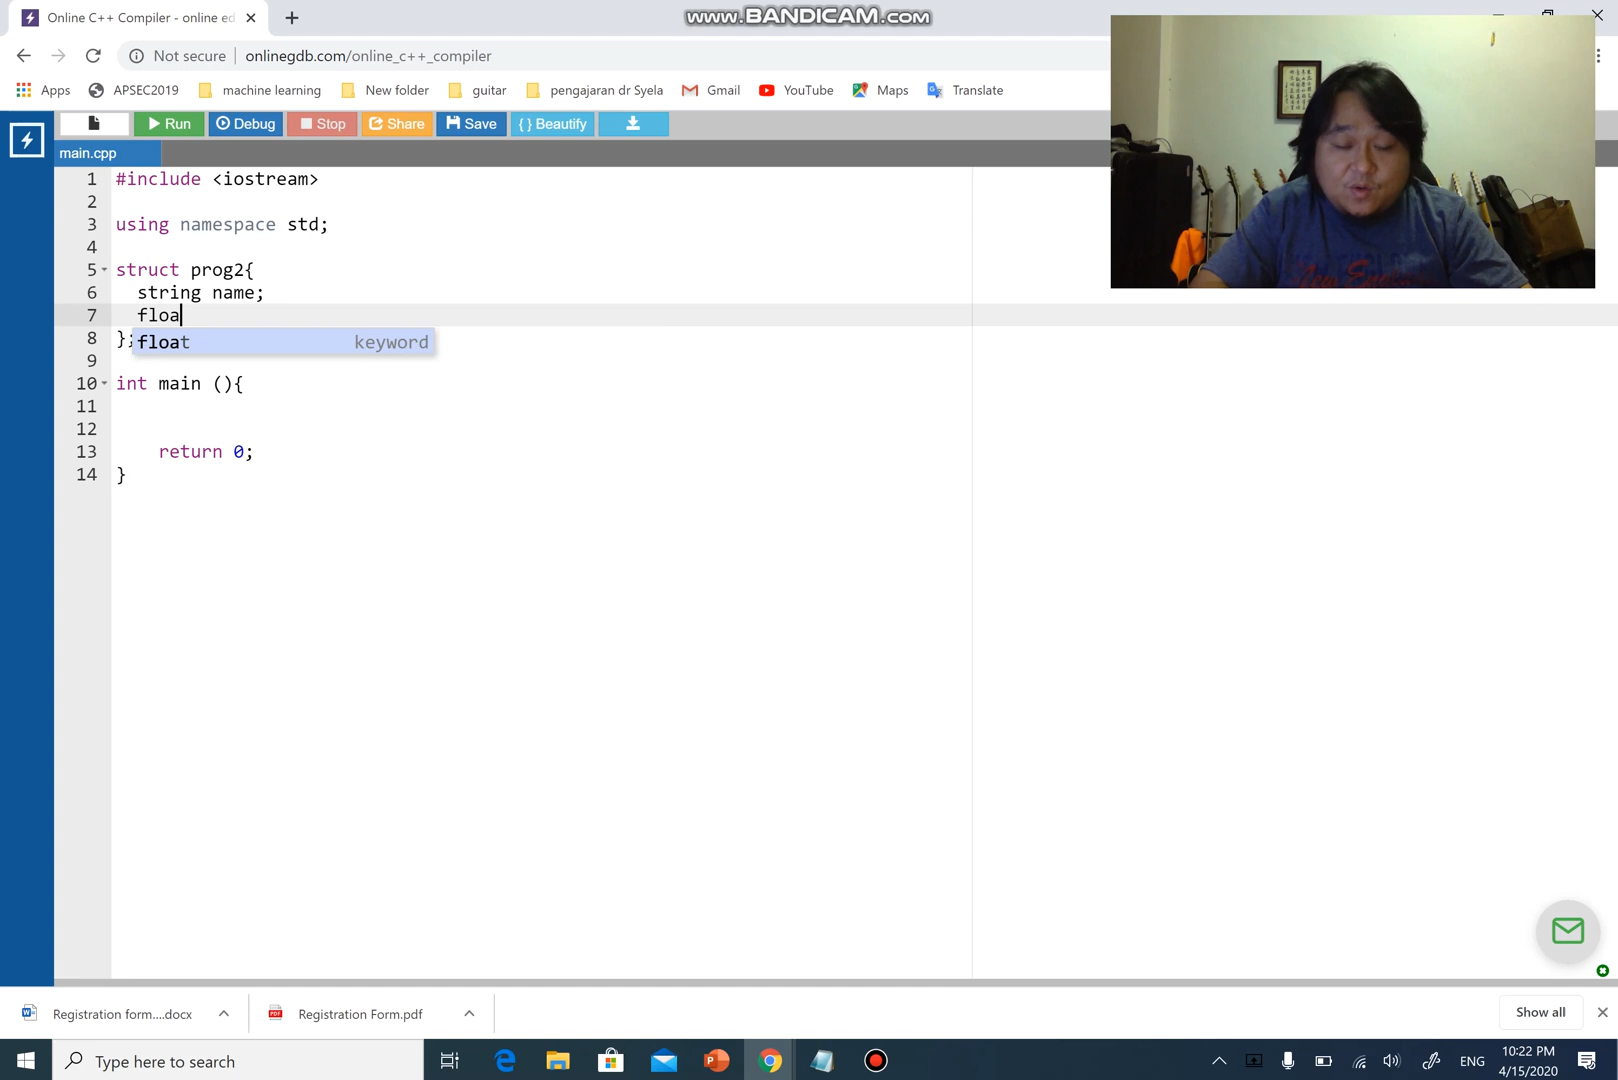 Online C++ Compiler - online ed
www.BANDICAM.com
Not secure
onlinegdb.com/online_c++_compiler
Apps
APSEC2019
machine learning
New folder
guitar
pengajaran dr Syela
Gmail
YouTube
Maps
Translate
Run
Debug
Stop
Share
Save
{ } Beautify
main.cpp
1 #include <iostream>
2
3 using namespace std;
4
5 struct prog2{
6 string name;
7 floa
8 };
float keyword
9
10 int main (){
11
12
13 return 0;
14 }
Registration form....docx
Registration Form.pdf
Show all
Type here to search
ENG
10:22 PM
4/15/2020